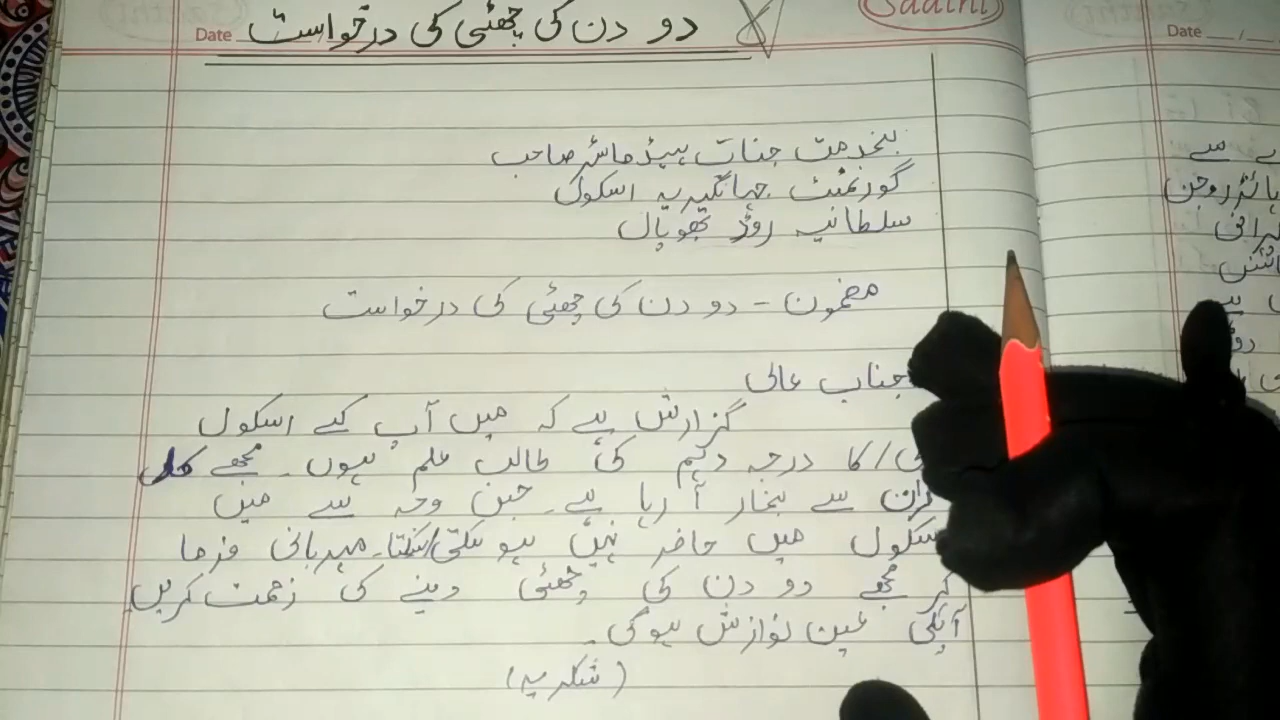 Saathi
Date
دو دن کی چھٹی کی درخواست
Date
بخدمت جناب ہیڈ ماسٹر صاحب
گورنمنٹ جہانگیریہ اسکول
سلطانیہ روڈ بھوپال
مضمون - دو دن کی چھٹی کی درخواست
جناب عالی
گزارش ہے کہ میں آپ کے اسکول
کی/کا درجہ دہم کی طالب علم ہوں۔ مجھے کل
رات سے بخار آ رہا ہے۔ جس وجہ سے میں
اسکول میں حاضر نہیں ہو سکتی/سکتا۔ مہربانی فرما
کر مجھے دو دن کی چھٹی دینے کی زحمت کریں
آپکی عین نوازش ہوگی۔
(شکریہ)
سے
ہائڈروجن